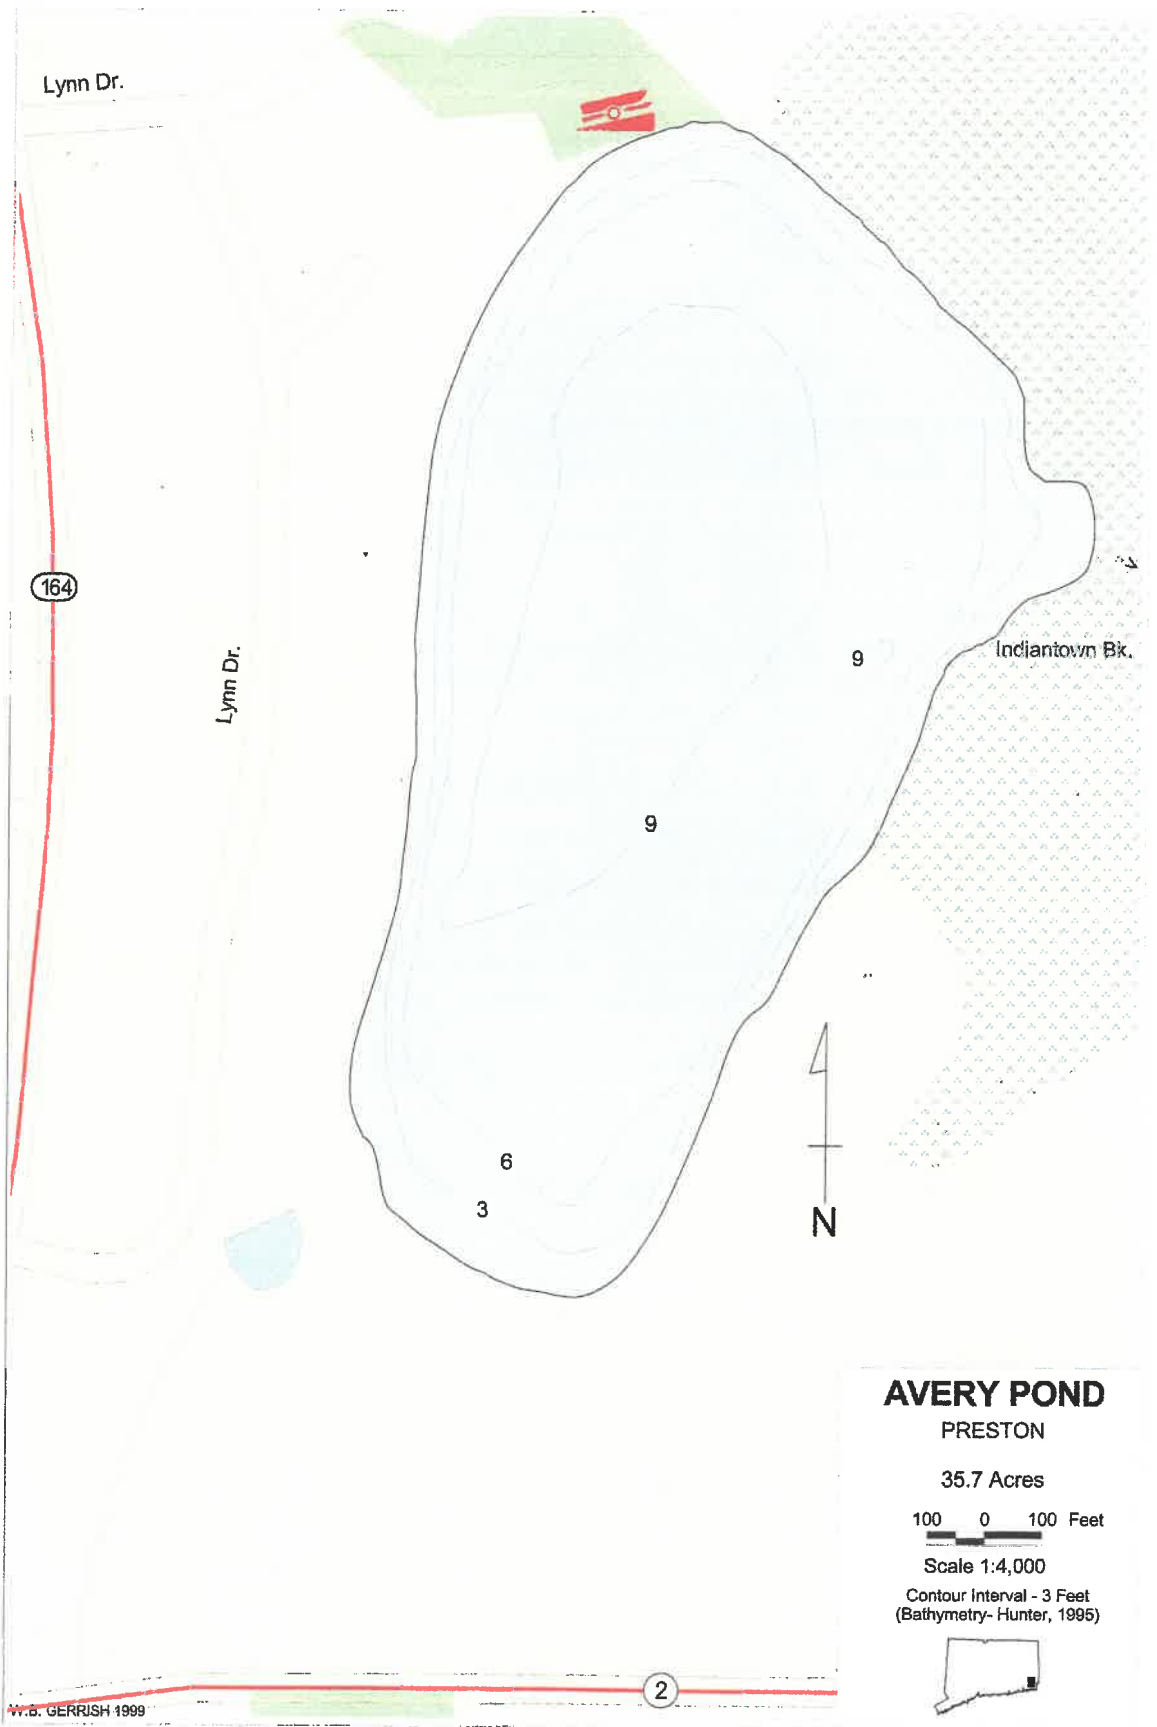 Lynn Dr.
164
Lynn Dr.
Indiantown Bk.
9
9
6
3
N
AVERY POND
PRESTON
35.7 Acres
100 0 100 Feet
Scale 1:4,000
Contour Interval - 3 Feet
(Bathymetry- Hunter, 1995)
2
W.B. GERRISH 1999